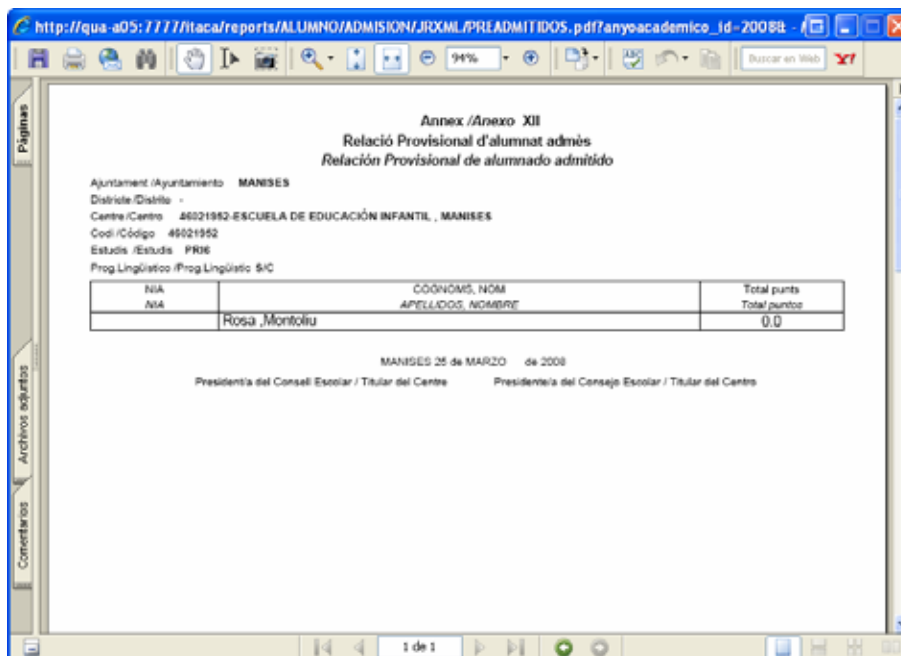 http://qua-a05:7777/itaca/reports/ALUMNO/ADMISION/JRXML/PREADMITIDOS.pdf?anyoacademico_id=2008& -
94%
Buscar en Web
Páginas
Archivos adjuntos
Comentarios
Annex /Anexo XII
Relació Provisional d'alumnat admès
Relación Provisional de alumnado admitido
Ajuntament /Ayuntamiento MANISES
Districte /Distrito -
Centre /Centro 46021952-ESCUELA DE EDUCACIÓN INFANTIL , MANISES
Codi /Código 46021952
Estudis /Estudis PRI6
Prog.Lingüístico /Prog.Lingüístic S/C
NIA COGNOMS, NOM Total punts
NIA APELLIDOS, NOMBRE Total puntos
Rosa ,Montoliu 0.0
MANISES 25 de MARZO de 2008
President/a del Consell Escolar / Titular del Centre Presidente/a del Consejo Escolar / Titular del Centro
1 de 1